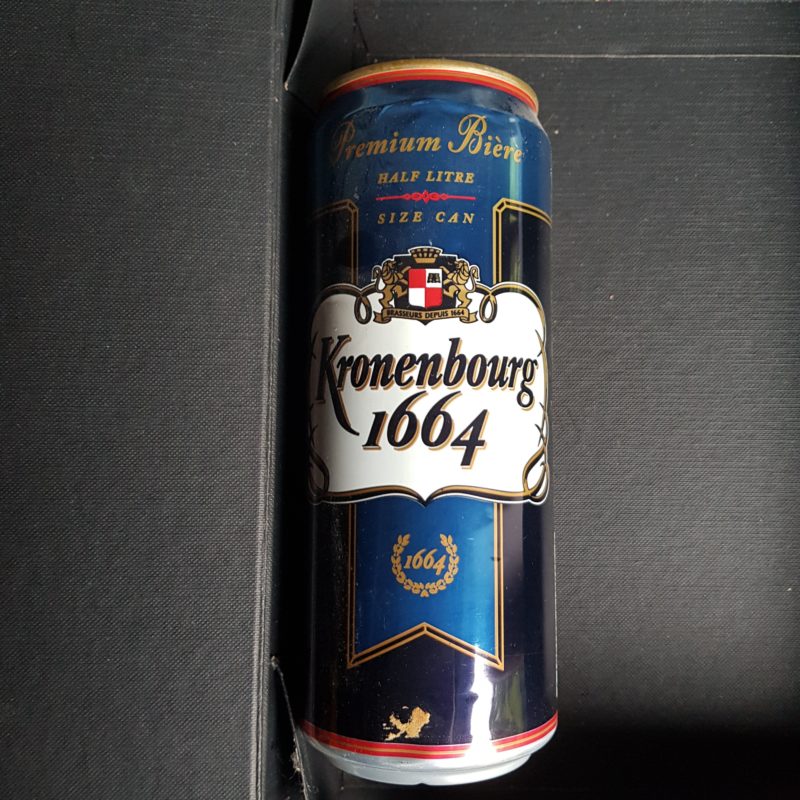 Premium Bière
HALF LITRE
SIZE CAN
BRASSEURS DEPUIS 1664
Kronenbourg
1664
1664